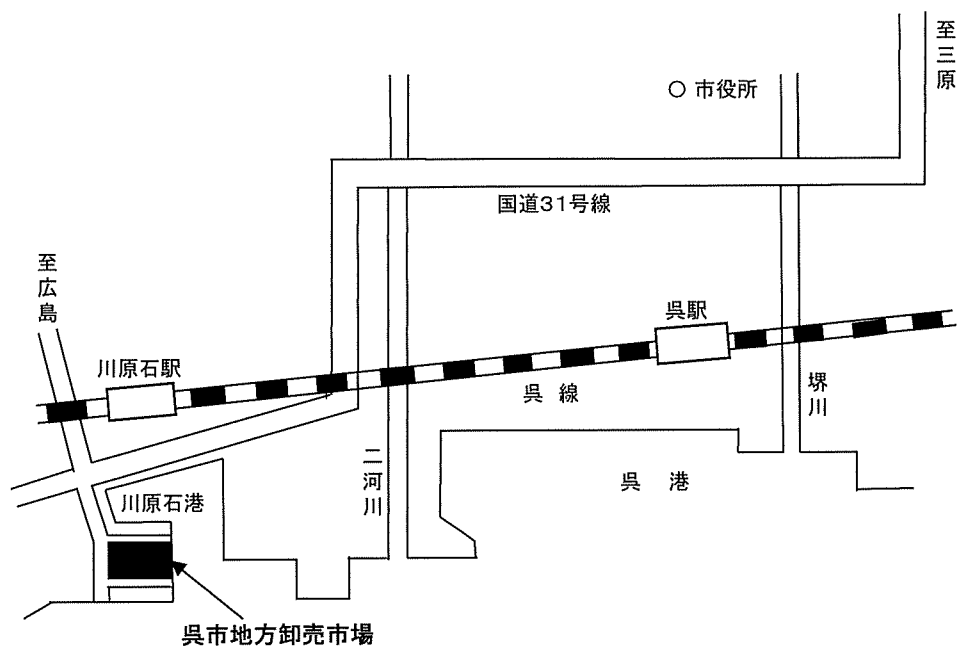 至三原
○ 市役所
国道31号線
至広島
呉駅
川原石駅
呉線
堺川
二河川
呉港
川原石港
呉市地方卸売市場